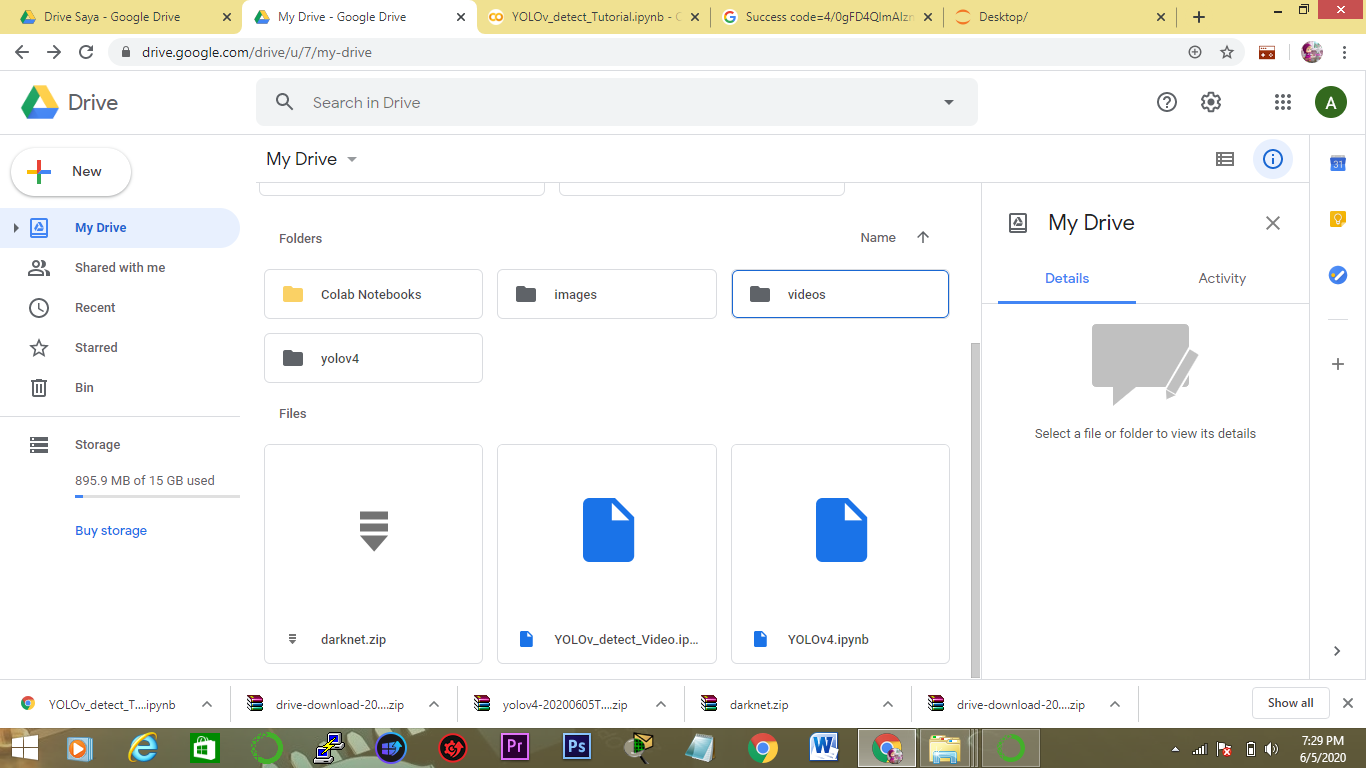 Drive Saya - Google Drive
My Drive - Google Drive
YOLOv_detect_Tutorial.ipynb - C
Success code=4/0gFD4QImAIzn
Desktop/
drive.google.com/drive/u/7/my-drive
Drive
Search in Drive
A
New
My Drive
31
My Drive
Shared with me
Recent
Starred
Bin
Storage
895.9 MB of 15 GB used
Buy storage
Folders
Name
Colab Notebooks
images
videos
yolov4
Files
darknet.zip
YOLOv_detect_Video.ip...
YOLOv4.ipynb
My Drive
Details
Activity
Select a file or folder to view its details
YOLOv_detect_T....ipynb
drive-download-20....zip
yolov4-20200605T....zip
darknet.zip
drive-download-20....zip
Show all
Pr
Ps
W
7:29 PM
6/5/2020